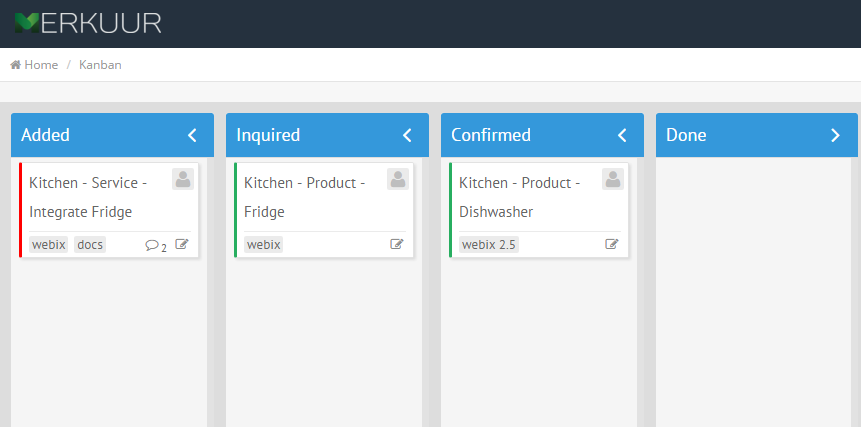 MERKUUR
Home / Kanban
Added
Inquired
Confirmed
Done
Kitchen - Service -
Integrate Fridge
webix docs 2
Kitchen - Product -
Fridge
webix
Kitchen - Product -
Dishwasher
webix 2.5